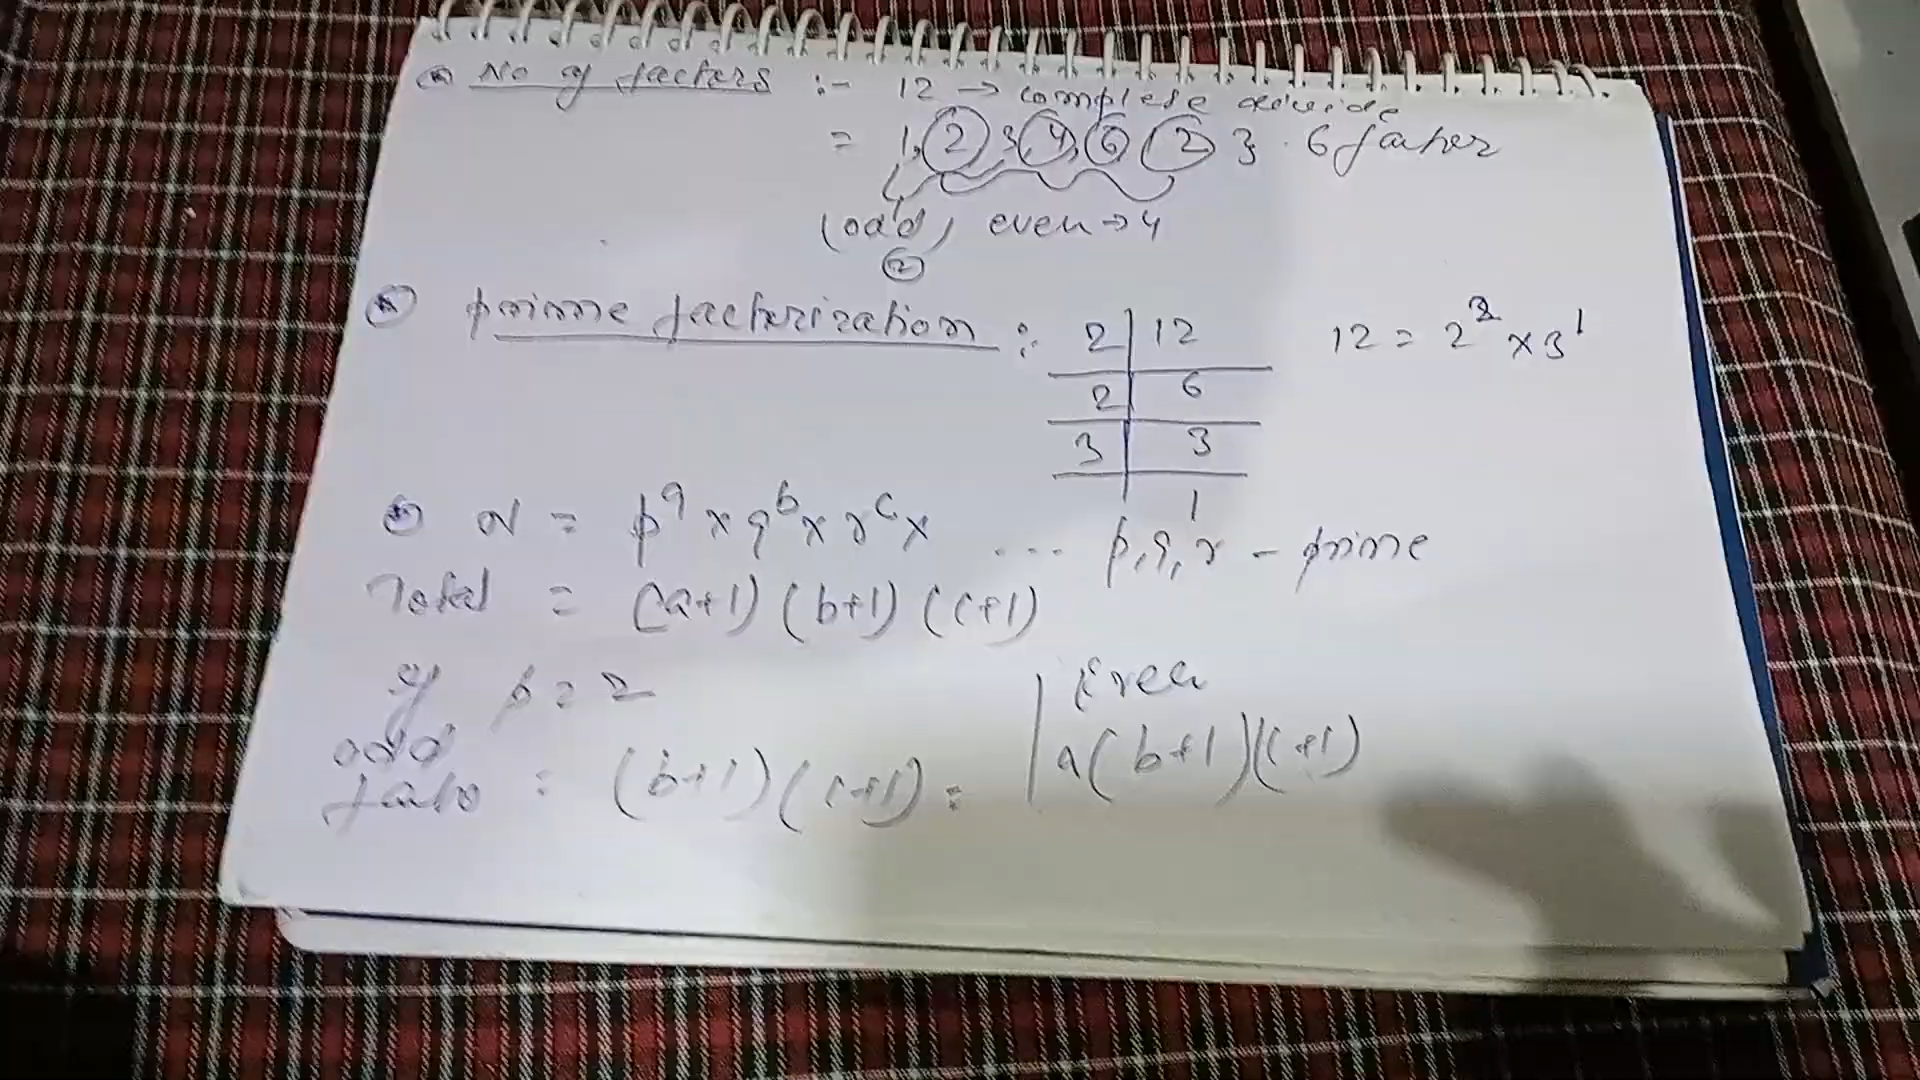 No of factors :- 12 → complete divide
= 1, 2, 3, 4, 6, 12 } . 6 factor
(odd) even → 4
2
prime factorization :- 2 | 12 12 = 2² × 3¹
2 | 6
3 | 3
1
N = p^a × q^b × r^c × ... p, q, r - prime
Total = (a+1) (b+1) (c+1)
if p = 2 | Even
odd
facto = (b+1) (c+1) = | a(b+1)(c+1)